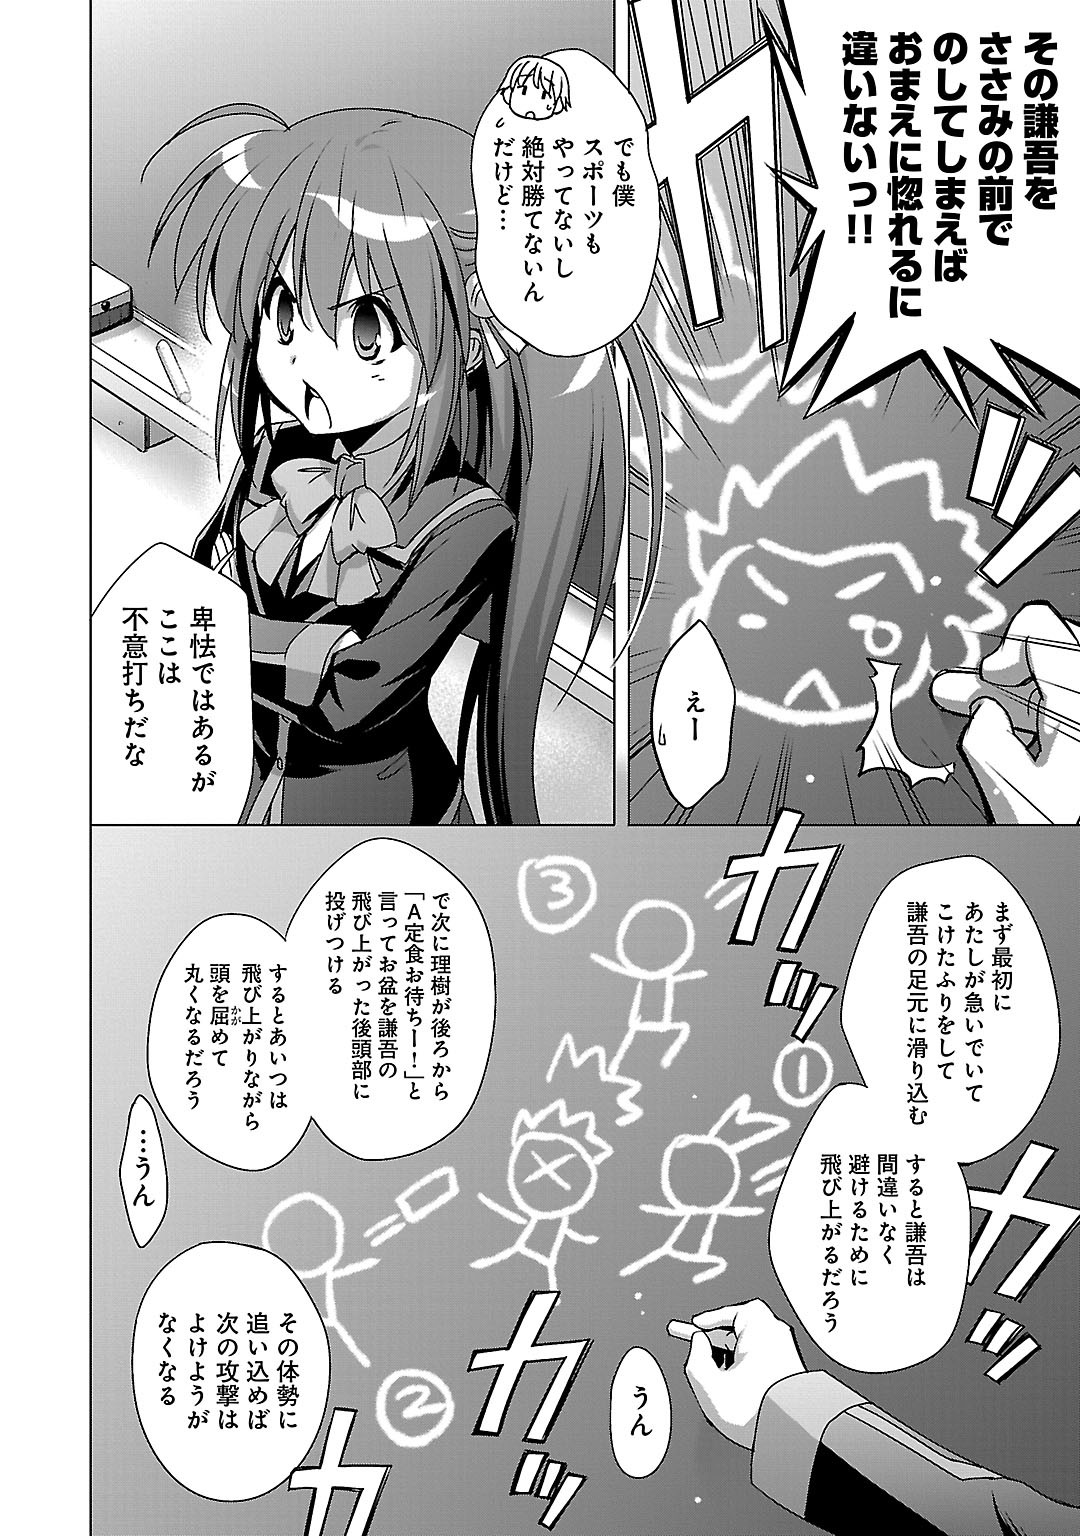 その謙吾を
ささみの前で
のしてしまえば
おまえに惚れるに
違いないっ!!
カッ
えー
でも僕
スポーツも
やってないし
絶対勝てないん
だけど…
卑怯ではあるが
ここは
不意打ちだな
まず最初に
あたしが急いでいて
こけたふりをして
謙吾の足元に滑り込む
すると謙吾は
間違いなく
避けるために
飛び上がるだろう
カッ
カッ
うん
①
で次に理樹が後ろから
「A定食お待ちー!」と
言ってお盆を謙吾の
飛び上がった後頭部に
投げつける
するとあいつは
飛び上がりながら
頭を屈めて
かが
丸くなるだろう
…うん
③
②
カッ
カッ
その体勢に
追い込めば
次の攻撃は
よけようが
なくなる